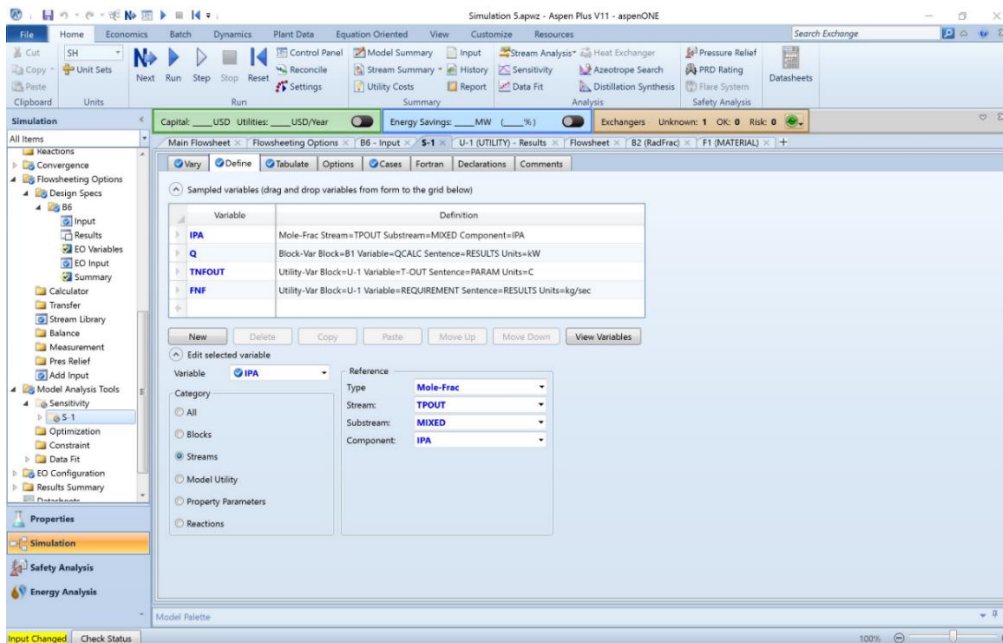 Simulation 5.apwz - Aspen Plus V11 - aspenONE
File Home Economics Batch Dynamics Plant Data Equation Oriented View Customize Resources Search Exchange
Cut
Copy
Paste
Clipboard
SH
Unit Sets
Units
Next Run Step Stop Reset
Control Panel
Reconcile
Settings
Run
Model Summary Input
Stream Summary History
Utility Costs Report
Summary
Stream Analysis Heat Exchanger
Sensitivity Azeotrope Search
Data Fit Distillation Synthesis
Analysis
Pressure Relief
PRD Rating
Flare System
Safety Analysis
Datasheets
Simulation
Capital: ____USD Utilities: ____USD/Year
Energy Savings: ____MW (____%)
Exchangers Unknown: 1 OK: 0 Risk: 0
All Items
Main Flowsheet Flowsheeting Options B6 - Input S-1 U-1 (UTILITY) - Results Flowsheet B2 (RadFrac) F1 (MATERIAL) +
Reactions
Convergence
Flowsheeting Options
Design Specs
B6
Input
Results
EO Variables
EO Input
Summary
Calculator
Transfer
Stream Library
Balance
Measurement
Pres Relief
Add Input
Model Analysis Tools
Sensitivity
S-1
Optimization
Constraint
Data Fit
EO Configuration
Results Summary
Datasheets
Properties
Simulation
Safety Analysis
Energy Analysis
Vary Define Tabulate Options Cases Fortran Declarations Comments
Sampled variables (drag and drop variables from form to the grid below)
Variable Definition
IPA Mole-Frac Stream=TPOUT Substream=MIXED Component=IPA
Q Block-Var Block=B1 Variable=QCALC Sentence=RESULTS Units=kW
TNFOUT Utility-Var Block=U-1 Variable=T-OUT Sentence=PARAM Units=C
FNF Utility-Var Block=U-1 Variable=REQUIREMENT Sentence=RESULTS Units=kg/sec
New Delete Copy Paste Move Up Move Down View Variables
Edit selected variable
Variable IPA
Category
All
Blocks
Streams
Model Utility
Property Parameters
Reactions
Reference
Type Mole-Frac
Stream: TPOUT
Substream: MIXED
Component: IPA
Model Palette
Input Changed Check Status
100%